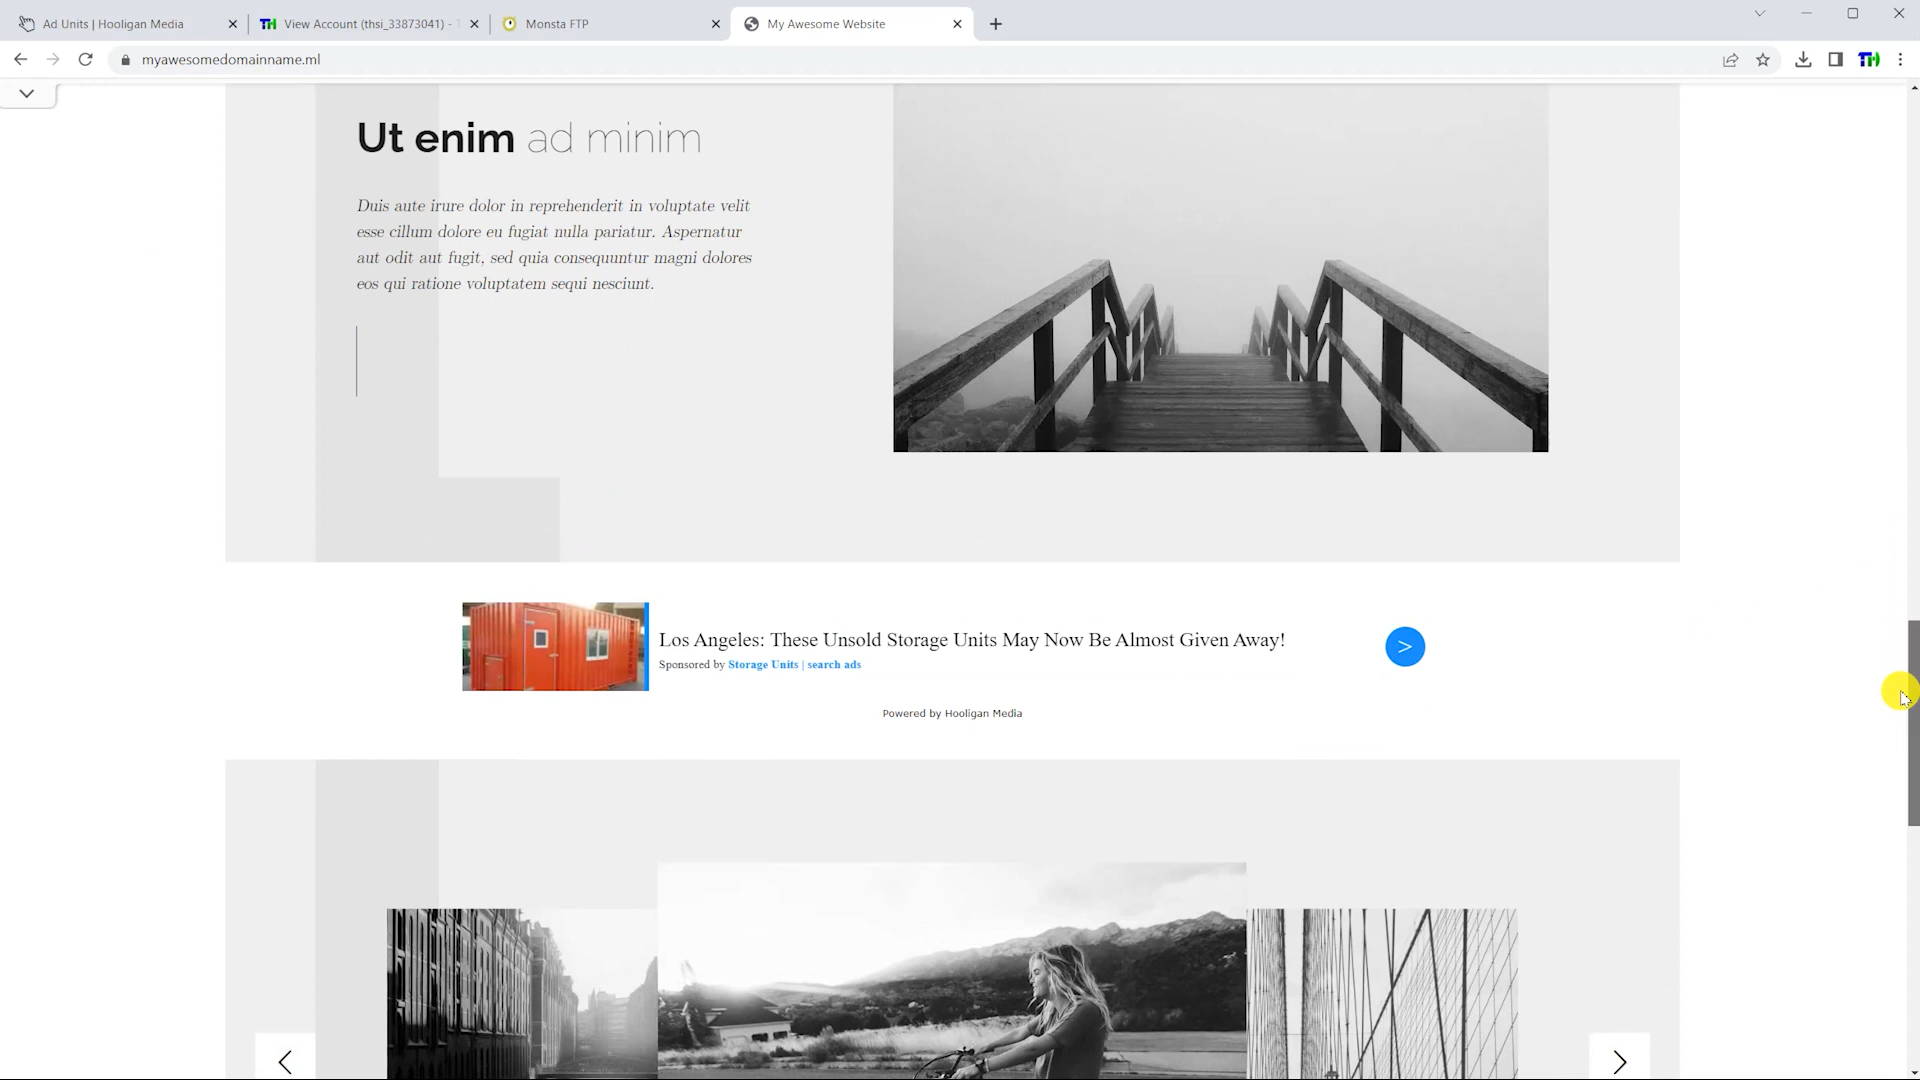 Ad Units | Hooligan Media
View Account (thsi_33873041) -
Monsta FTP
My Awesome Website
myawesomedomainname.ml
Ut enim ad minim
Duis aute irure dolor in reprehenderit in voluptate velit
esse cillum dolore eu fugiat nulla pariatur. Aspernatur
aut odit aut fugit, sed quia consequuntur magni dolores
eos qui ratione voluptatem sequi nesciunt.
Los Angeles: These Unsold Storage Units May Now Be Almost Given Away!
Sponsored by Storage Units | search ads
>
Powered by Hooligan Media